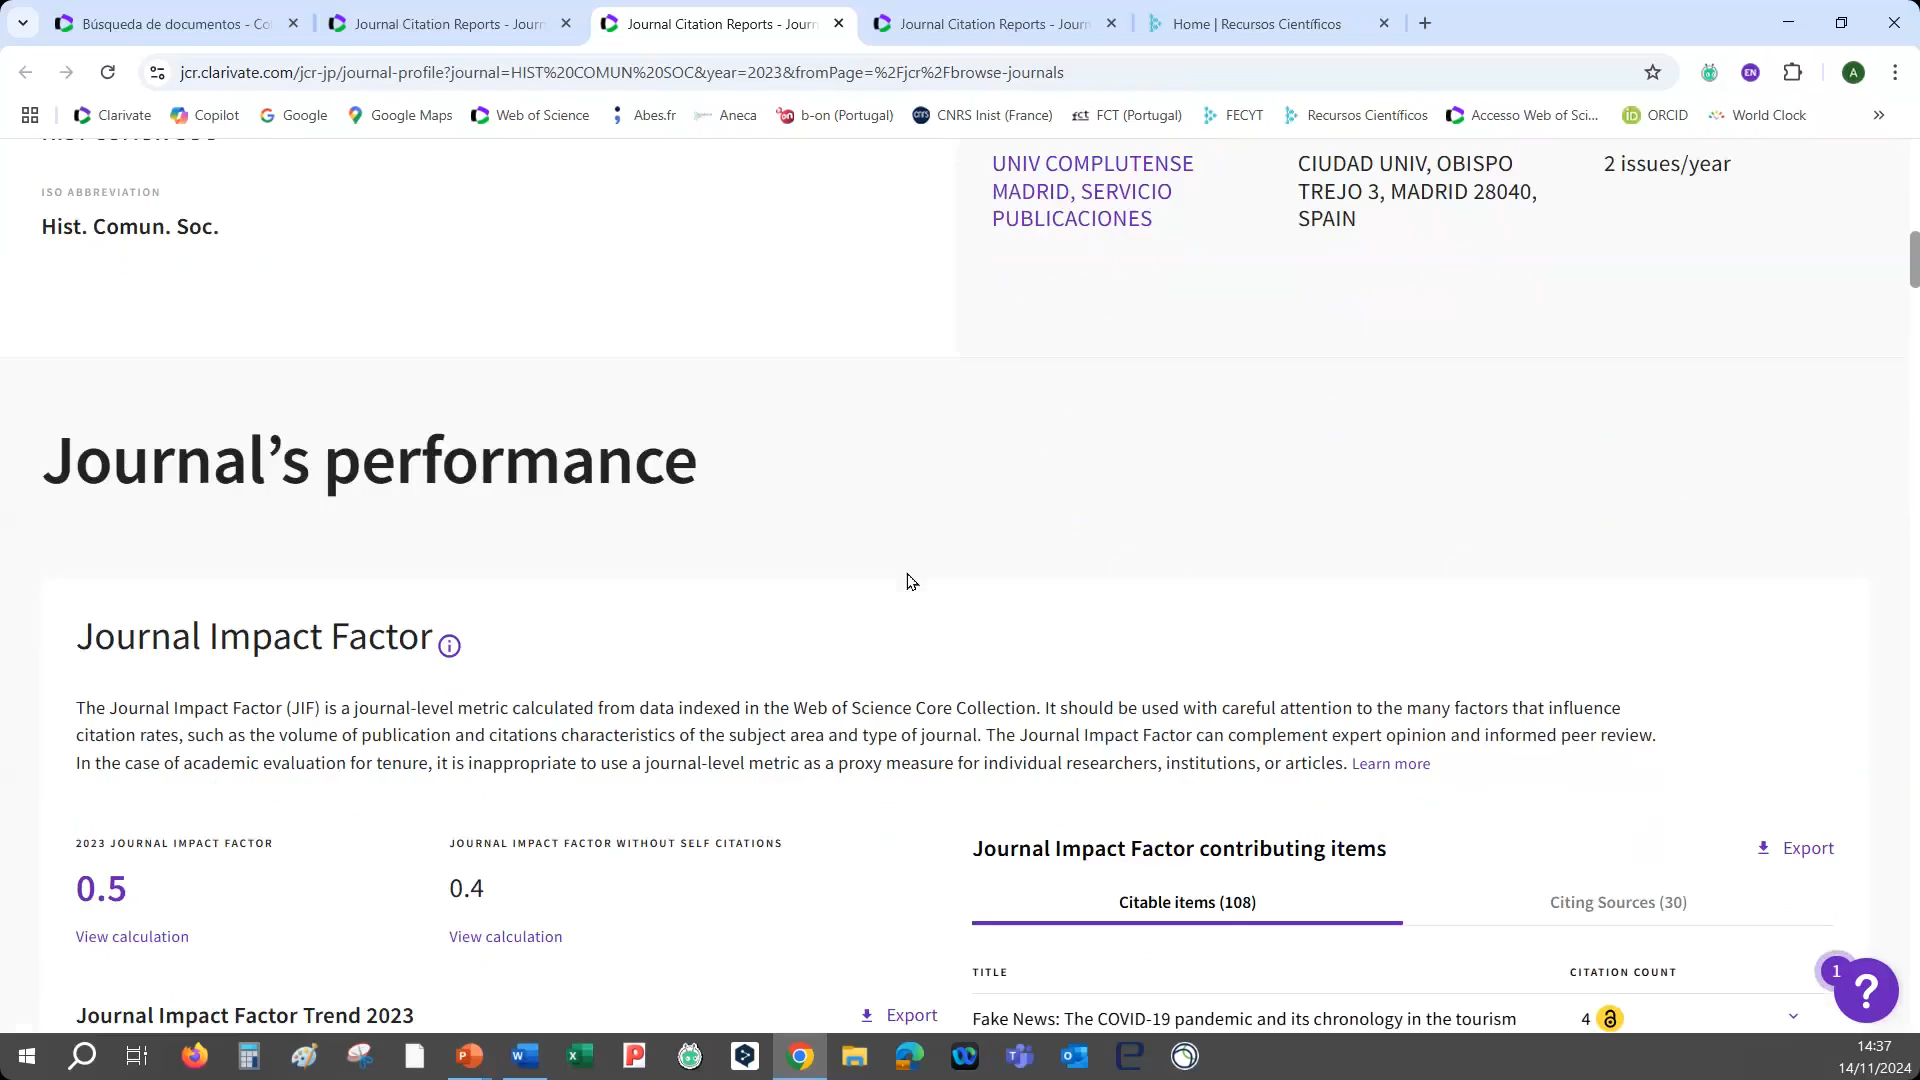 Búsqueda de documentos - Co
Journal Citation Reports - Journ
Journal Citation Reports - Journ
Journal Citation Reports - Journ
Home | Recursos Científicos
jcr.clarivate.com/jcr-jp/journal-profile?journal=HIST%20COMUN%20SOC&year=2023&fromPage=%2Fjcr%2Fbrowse-journals
EN
A
Clarivate
Copilot
Google
Google Maps
Web of Science
Abes.fr
Aneca
b-on (Portugal)
CNRS Inist (France)
FCT (Portugal)
FECYT
Recursos Científicos
Accesso Web of Sci...
ORCID
World Clock
ISO ABBREVIATION
Hist. Comun. Soc.
UNIV COMPLUTENSE
MADRID, SERVICIO
PUBLICACIONES
CIUDAD UNIV, OBISPO
TREJO 3, MADRID 28040,
SPAIN
2 issues/year
Journal’s performance
Journal Impact Factor
The Journal Impact Factor (JIF) is a journal-level metric calculated from data indexed in the Web of Science Core Collection. It should be used with careful attention to the many factors that influence
citation rates, such as the volume of publication and citations characteristics of the subject area and type of journal. The Journal Impact Factor can complement expert opinion and informed peer review.
In the case of academic evaluation for tenure, it is inappropriate to use a journal-level metric as a proxy measure for individual researchers, institutions, or articles. Learn more
2023 JOURNAL IMPACT FACTOR
0.5
View calculation
JOURNAL IMPACT FACTOR WITHOUT SELF CITATIONS
0.4
View calculation
Journal Impact Factor Trend 2023
Export
Journal Impact Factor contributing items
Export
Citable items (108)
Citing Sources (30)
TITLE
CITATION COUNT
Fake News: The COVID-19 pandemic and its chronology in the tourism
4
1
?
14:37
14/11/2024